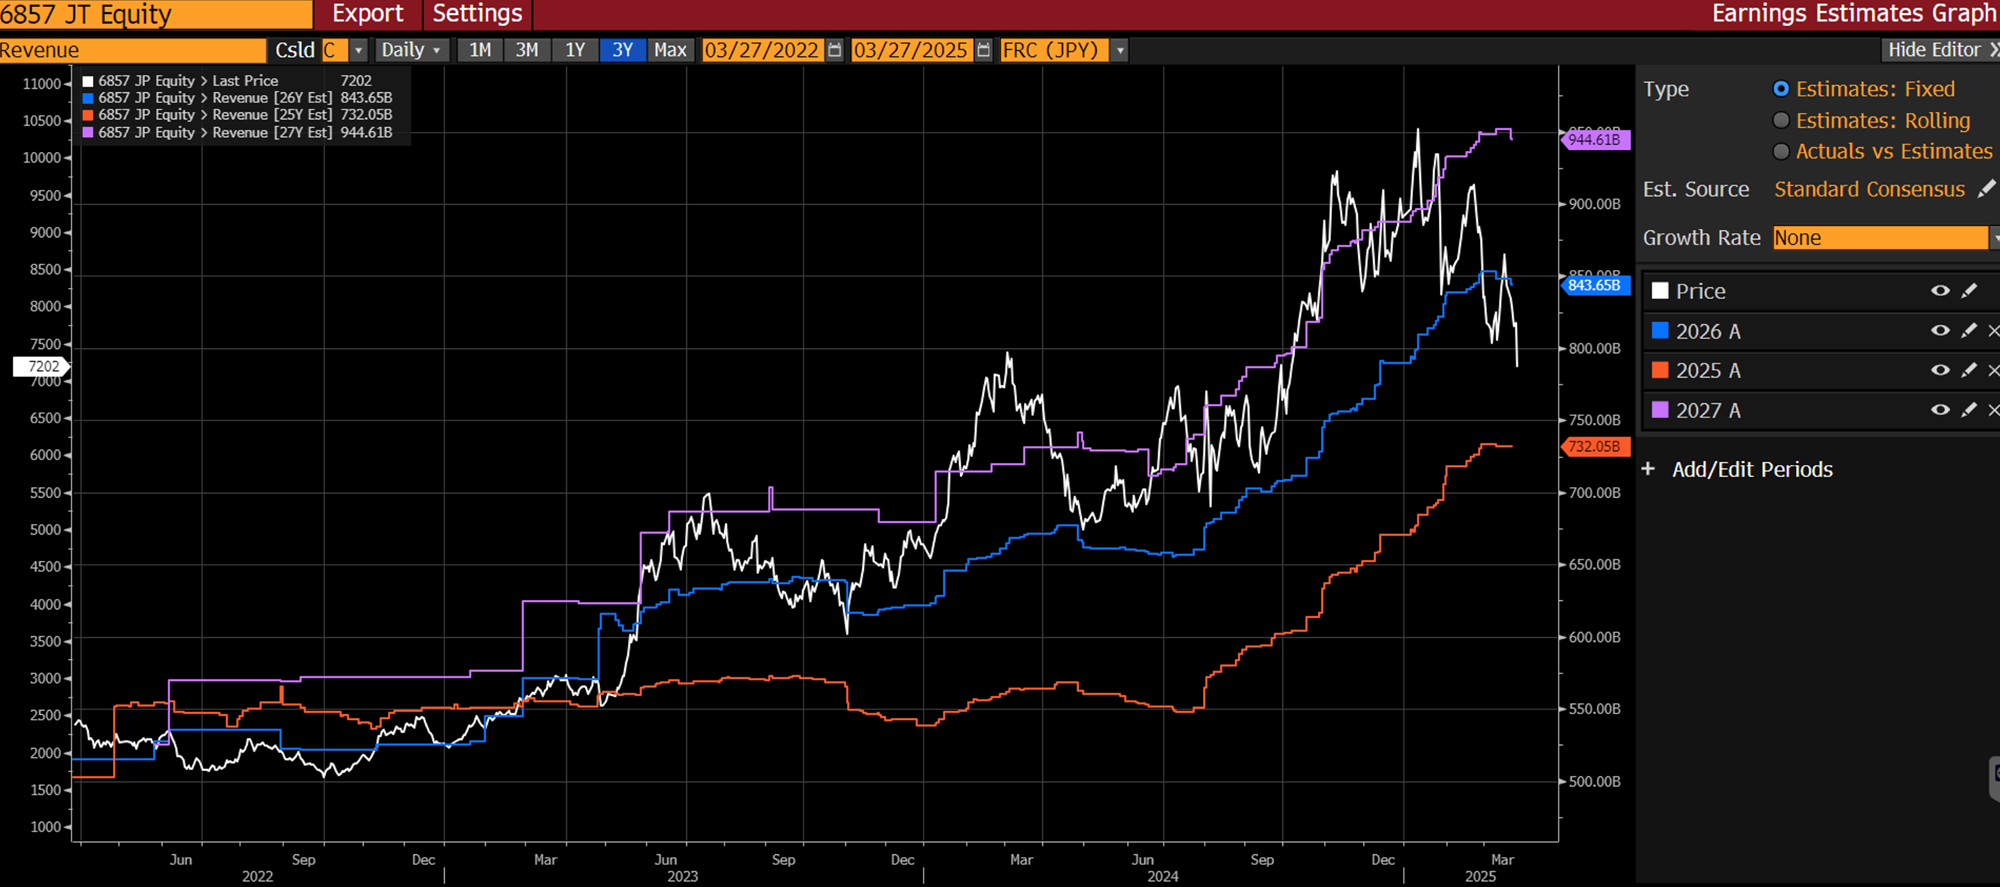 6857 JT Equity Export Settings Earnings Estimates Graph
Revenue Csld C Daily 1M 3M 1Y 3Y Max 03/27/2022 03/27/2025 FRC (JPY) Hide Editor
6857 JP Equity > Last Price 7202
6857 JP Equity > Revenue [26Y Est] 843.65B
6857 JP Equity > Revenue [25Y Est] 732.05B
6857 JP Equity > Revenue [27Y Est] 944.61B
11000
10500
10000
9500
9000
8500
8000
7500
7202
7000
6500
6000
5500
5000
4500
4000
3500
3000
2500
2000
1500
1000
944.61B
900.00B
843.65B
800.00B
750.00B
732.05B
700.00B
650.00B
600.00B
550.00B
500.00B
Jun Sep Dec Mar Jun Sep Dec Mar Jun Sep Dec Mar
2022 2023 2024 2025
Type Estimates: Fixed
Estimates: Rolling
Actuals vs Estimates
Est. Source Standard Consensus
Growth Rate None
Price
2026 A
2025 A
2027 A
+ Add/Edit Periods